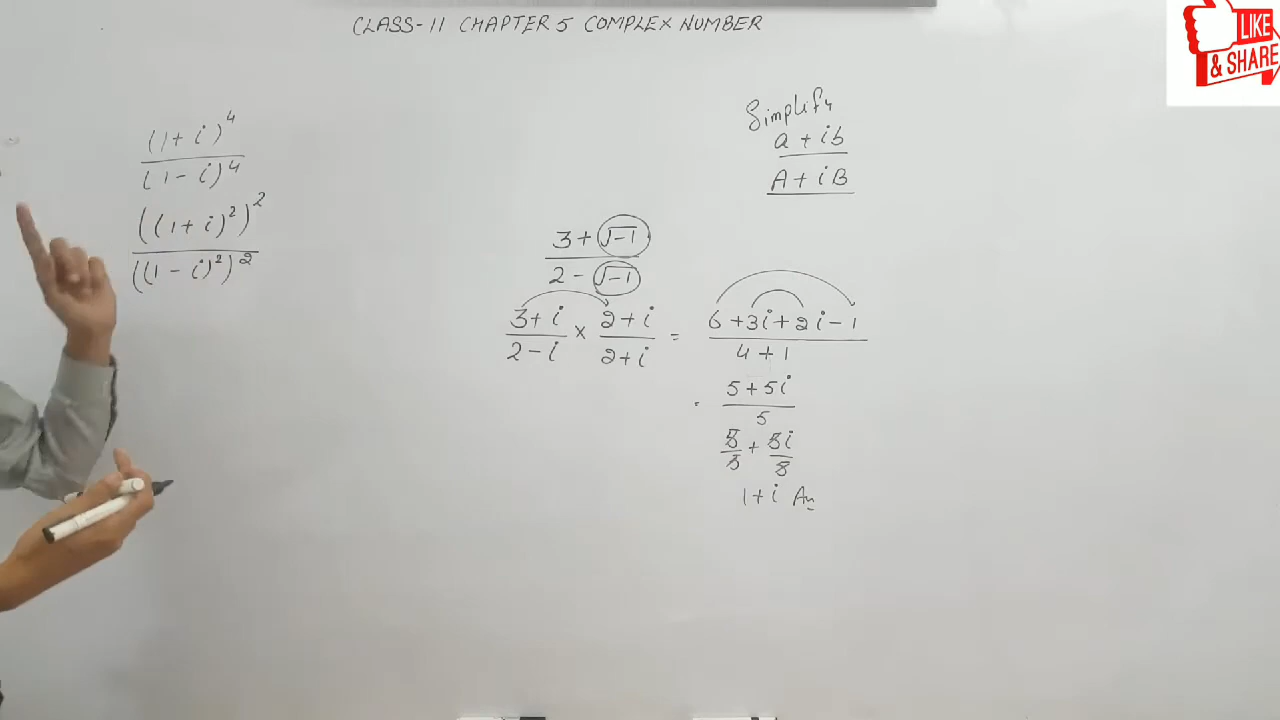 CLASS-11 CHAPTER 5 COMPLEX NUMBER
LIKE
& SHARE
(1+i)^4
(1-i)^4
((1+i)^2)^2
((1-i)^2)^2
Simplify
a+ib
A+iB
3+√-1
2-√-1
3+i × 2+i = 6+3i+2i-1
2-i 2+i 4+1
= 5+5i
5
5 + 5i
5 5
1+i An